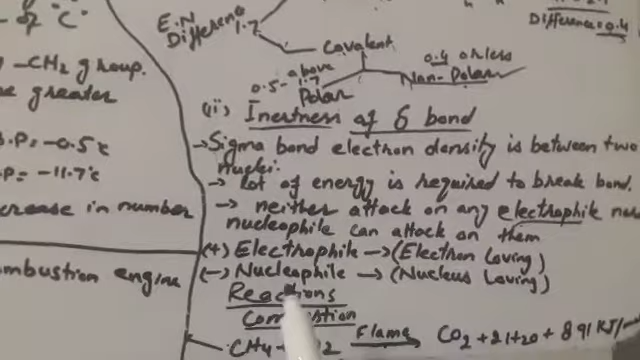 of "C"
-CH2 group.
greater
B.P = -0.5℃
P = -11.7℃
crease in number
combustion engine
E.N
Difference 1.7
Covalent
Difference=0.4
0.5- above
1.7
Polar
0.4 or less
Non-Polar
(ii) Inertness of δ bond
→Sigma bond electron density is between two
nuclei.
→ Lot of energy is required to break bond.
→ neither attack on any electrophile
nucleophile can attack on them
(+) Electrophile →(Electron Loving)
(-) Nucleophile →(Nucleus Loving)
Reactions
Combustion
CH4 + O2 Flame CO2 + 2H2O + 891 KJ/